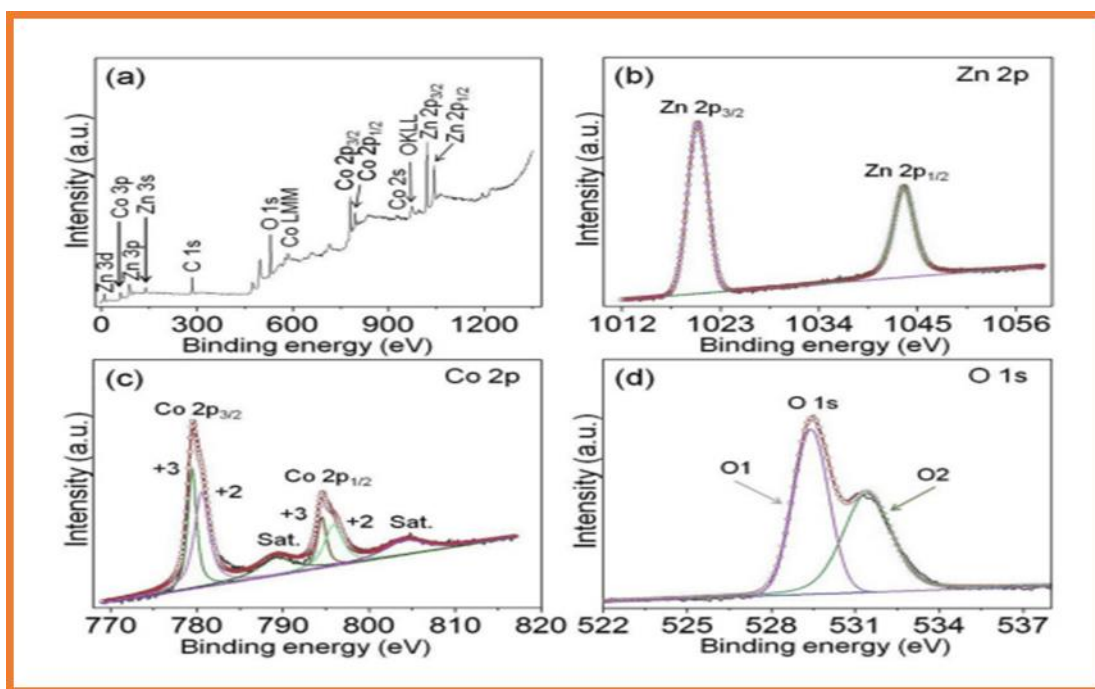 (a)
Intensity (a.u.)
Zn 3d
Co 3p
Zn 3p
Zn 3s
C 1s
O 1s
Co LMM
Co 2p3/2
Co 2p1/2
Co 2s
OKLL
Zn 2p3/2
Zn 2p1/2
0 300 600 900 1200
Binding energy (eV)
(b) Zn 2p
Intensity (a.u.)
Zn 2p3/2
Zn 2p1/2
1012 1023 1034 1045 1056
Binding energy (eV)
(c) Co 2p
Intensity (a.u.)
Co 2p3/2
+3
+2
Sat.
Co 2p1/2
+3
+2
Sat.
770 780 790 800 810 820
Binding energy (eV)
(d) O 1s
Intensity (a.u.)
O 1s
O1
O2
522 525 528 531 534 537
Binding energy (eV)